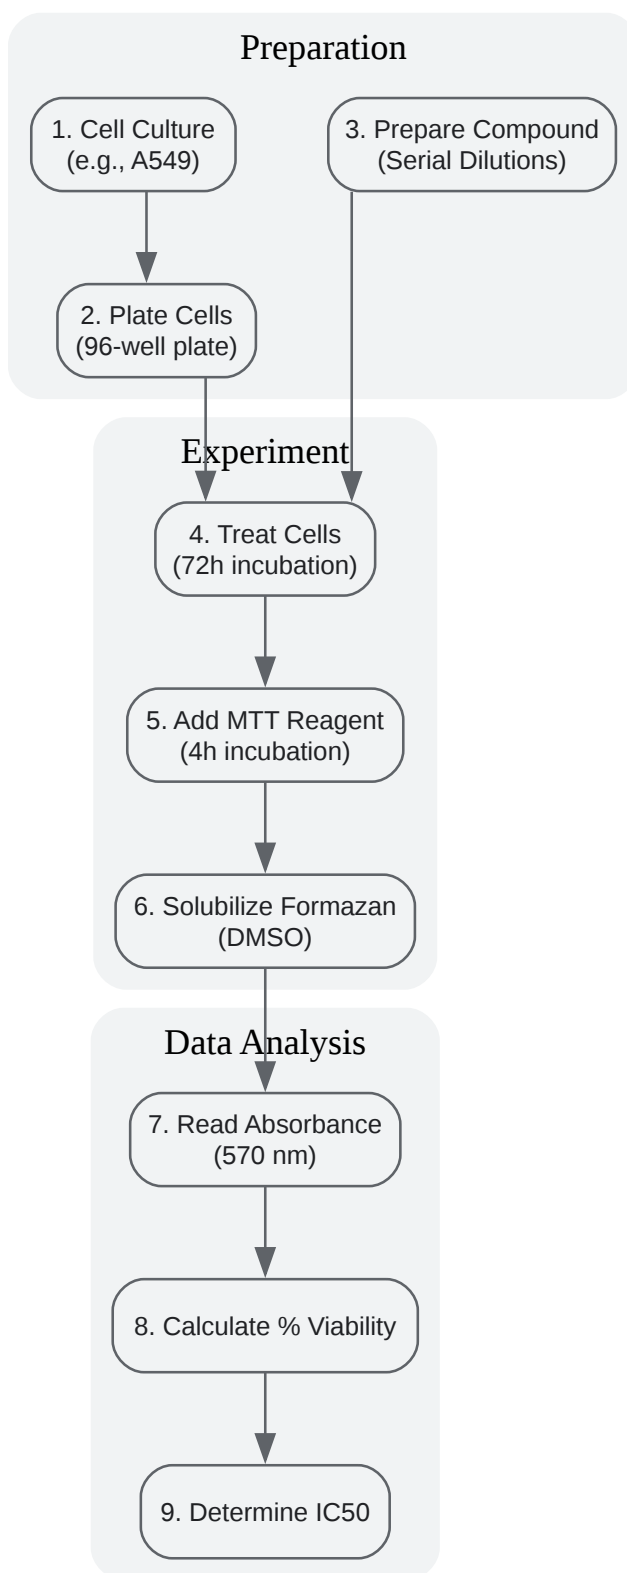 Preparation
1. Cell Culture
(e.g., A549)
3. Prepare Compound
(Serial Dilutions)
2. Plate Cells
(96-well plate)
Experiment
4. Treat Cells
(72h incubation)
5. Add MTT Reagent
(4h incubation)
6. Solubilize Formazan
(DMSO)
Data Analysis
7. Read Absorbance
(570 nm)
8. Calculate % Viability
9. Determine IC50